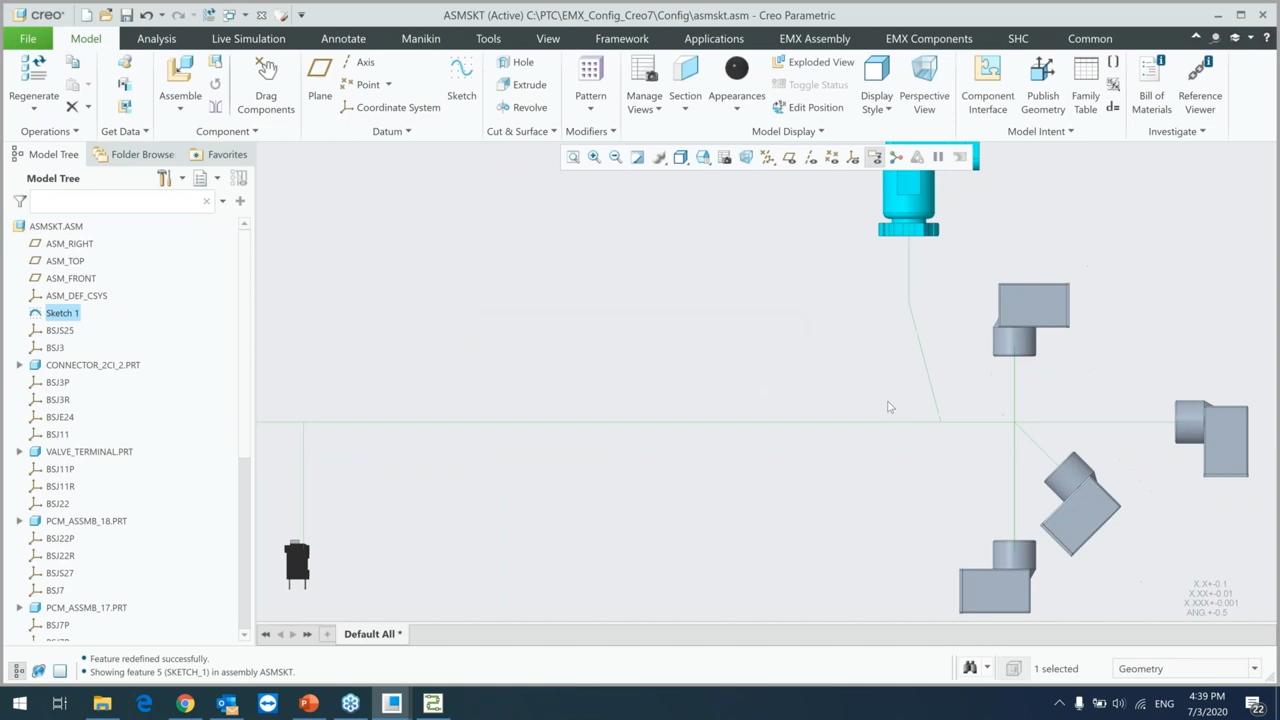 creo
ASMSKT (Active) C:\PTC\EMX_Config_Creo7\Config\asmskt.asm - Creo Parametric
File Model Analysis Live Simulation Annotate Manikin Tools View Framework Applications EMX Assembly EMX Components SHC Common
Regenerate
Operations
Get Data
Assemble
Drag Components
Component
Plane
Axis
Point
Coordinate System
Sketch
Datum
Hole
Extrude
Revolve
Cut & Surface
Pattern
Modifiers
Manage Views
Section
Appearances
Exploded View
Toggle Status
Edit Position
Display Style
Perspective View
Model Display
Component Interface
Publish Geometry
Family Table
Model Intent
Bill of Materials
Reference Viewer
Investigate
Model Tree Folder Browse Favorites
Model Tree
ASMSKT.ASM
ASM_RIGHT
ASM_TOP
ASM_FRONT
ASM_DEF_CSYS
Sketch 1
BSJS25
BSJ3
CONNECTOR_2CI_2.PRT
BSJ3P
BSJ3R
BSJE24
BSJ11
VALVE_TERMINAL.PRT
BSJ11P
BSJ11R
BSJ22
PCM_ASSMB_18.PRT
BSJ22P
BSJ22R
BSJS27
BSJ7
PCM_ASSMB_17.PRT
X.X+-0.1
X.XX+-0.01
X.XXX+-0.001
ANG.+-0.5
Default All *
Feature redefined successfully.
Showing feature 5 (SKETCH_1) in assembly ASMSKT.
1 selected
Geometry
ENG
4:39 PM
7/3/2020
22